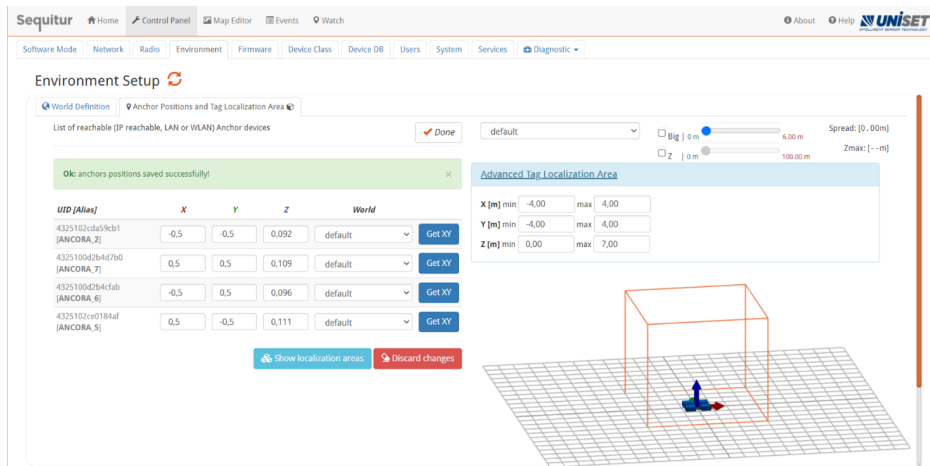 Sequitur Home Control Panel Map Editor Events Watch About Help UNISET
INTELLIGENT SENSOR TECHNOLOGY
Software Mode Network Radio Environment Firmware Device Class Device DB Users System Services Diagnostic
Environment Setup
World Definition Anchor Positions and Tag Localization Area
List of reachable (IP reachable, LAN or WLAN) Anchor devices
Done
default
Big | 0 m 6.00 m
Spread: [0.00m]
Z | 0 m 100.00 m
Zmax: [--m]
Ok: anchors positions saved successfully! ×
UID [Alias] X Y Z World
4325102cda59cb1
[ANCORA_2]
-0,5 -0,5 0,092 default Get XY
4325100d2b4d7b0
[ANCORA_7]
0,5 0,5 0,109 default Get XY
4325100d2b4cfab
[ANCORA_6]
-0,5 0,5 0,096 default Get XY
4325102ce0184af
[ANCORA_5]
0,5 -0,5 0,111 default Get XY
Show localization areas Discard changes
Advanced Tag Localization Area
X [m] min -4,00 max 4,00
Y [m] min -4,00 max 4,00
Z [m] min 0,00 max 7,00